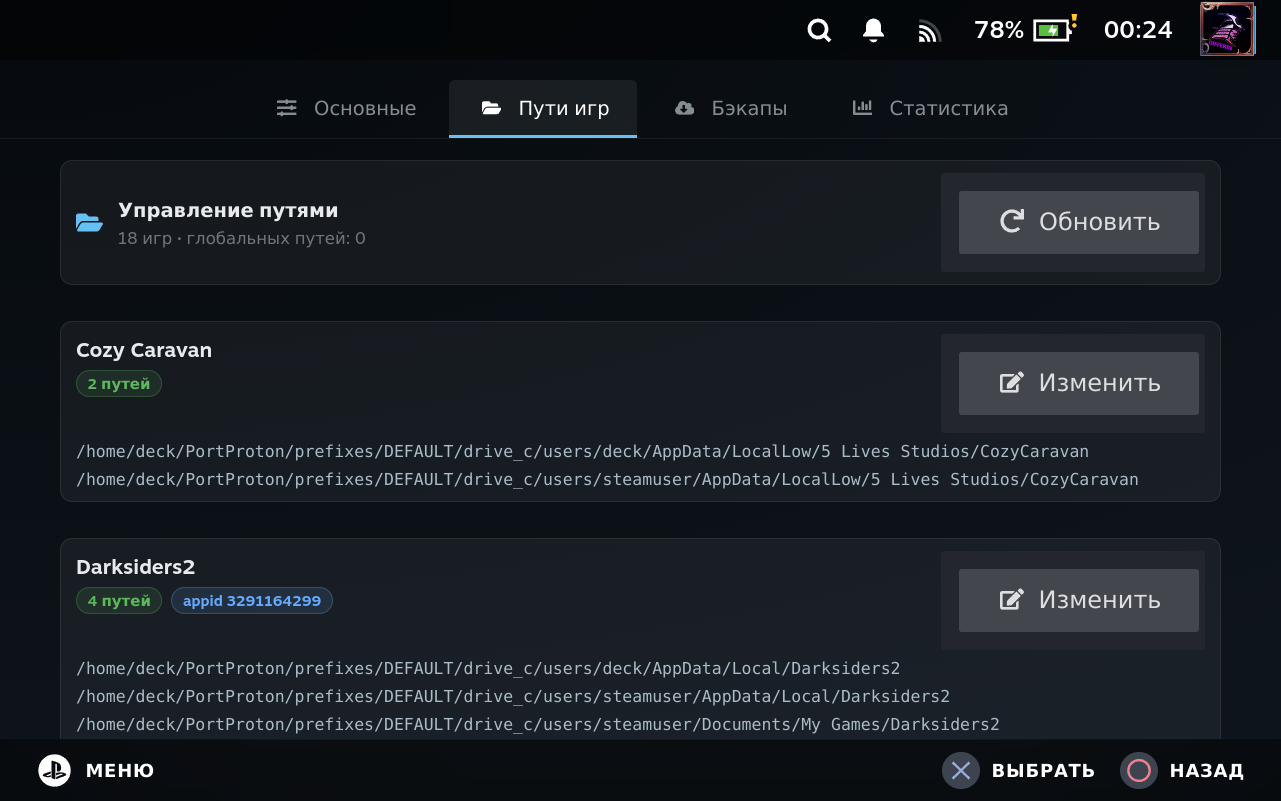 78% 00:24
Основные Пути игр Бэкапы Статистика
Управление путями
18 игр · глобальных путей: 0
Обновить
Cozy Caravan
2 путей
Изменить
/home/deck/PortProton/prefixes/DEFAULT/drive_c/users/deck/AppData/LocalLow/5 Lives Studios/CozyCaravan
/home/deck/PortProton/prefixes/DEFAULT/drive_c/users/steamuser/AppData/LocalLow/5 Lives Studios/CozyCaravan
Darksiders2
4 путей appid 3291164299
Изменить
/home/deck/PortProton/prefixes/DEFAULT/drive_c/users/deck/AppData/Local/Darksiders2
/home/deck/PortProton/prefixes/DEFAULT/drive_c/users/steamuser/AppData/Local/Darksiders2
/home/deck/PortProton/prefixes/DEFAULT/drive_c/users/steamuser/Documents/My Games/Darksiders2
МЕНЮ ВЫБРАТЬ НАЗАД